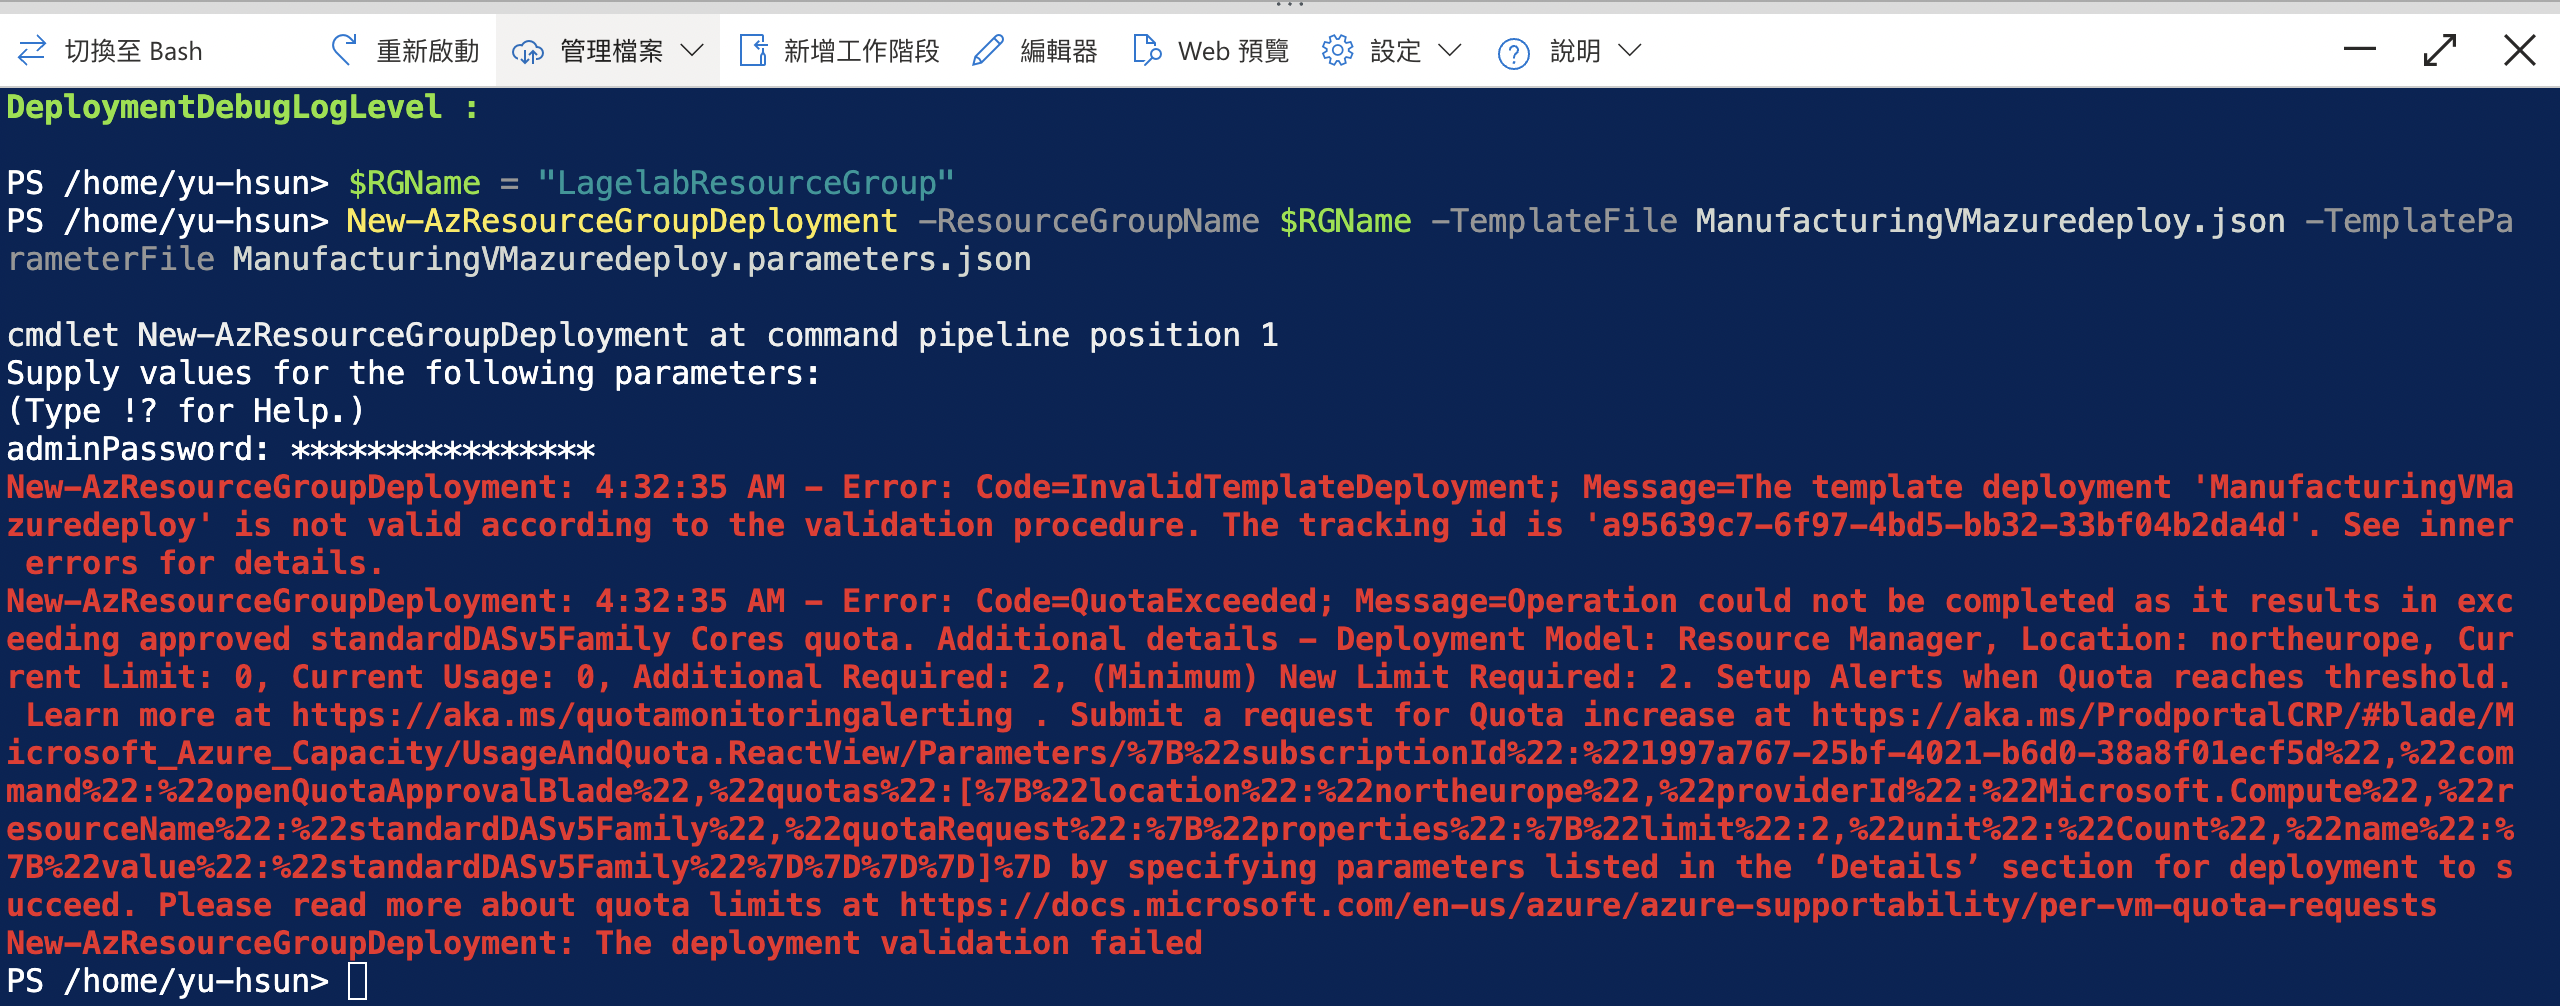 切換至 Bash 重新啟動 管理檔案 新增工作階段 編輯器 Web 預覽 設定 說明
DeploymentDebugLogLevel :
PS /home/yu-hsun> $RGName = "LagelabResourceGroup"
PS /home/yu-hsun> New-AzResourceGroupDeployment -ResourceGroupName $RGName -TemplateFile ManufacturingVMazuredeploy.json -TemplatePa
rameterFile ManufacturingVMazuredeploy.parameters.json
cmdlet New-AzResourceGroupDeployment at command pipeline position 1
Supply values for the following parameters:
(Type !? for Help.)
adminPassword: ****************
New-AzResourceGroupDeployment: 4:32:35 AM - Error: Code=InvalidTemplateDeployment; Message=The template deployment 'ManufacturingVMa
zuredeploy' is not valid according to the validation procedure. The tracking id is 'a95639c7-6f97-4bd5-bb32-33bf04b2da4d'. See inner
 errors for details.
New-AzResourceGroupDeployment: 4:32:35 AM - Error: Code=QuotaExceeded; Message=Operation could not be completed as it results in exc
eeding approved standardDASv5Family Cores quota. Additional details - Deployment Model: Resource Manager, Location: northeurope, Cur
rent Limit: 0, Current Usage: 0, Additional Required: 2, (Minimum) New Limit Required: 2. Setup Alerts when Quota reaches threshold.
 Learn more at https://aka.ms/quotamonitoringalerting . Submit a request for Quota increase at https://aka.ms/ProdportalCRP/#blade/M
icrosoft_Azure_Capacity/UsageAndQuota.ReactView/Parameters/%7B%22subscriptionId%22:%221997a767-25bf-4021-b6d0-38a8f01ecf5d%22,%22com
mand%22:%22openQuotaApprovalBlade%22,%22quotas%22:[%7B%22location%22:%22northeurope%22,%22providerId%22:%22Microsoft.Compute%22,%22r
esourceName%22:%22standardDASv5Family%22,%22quotaRequest%22:%7B%22properties%22:%7B%22limit%22:2,%22unit%22:%22Count%22,%22name%22:%
7B%22value%22:%22standardDASv5Family%22%7D%7D%7D%7D]%7D by specifying parameters listed in the ‘Details’ section for deployment to s
ucceed. Please read more about quota limits at https://docs.microsoft.com/en-us/azure/azure-supportability/per-vm-quota-requests
New-AzResourceGroupDeployment: The deployment validation failed
PS /home/yu-hsun>